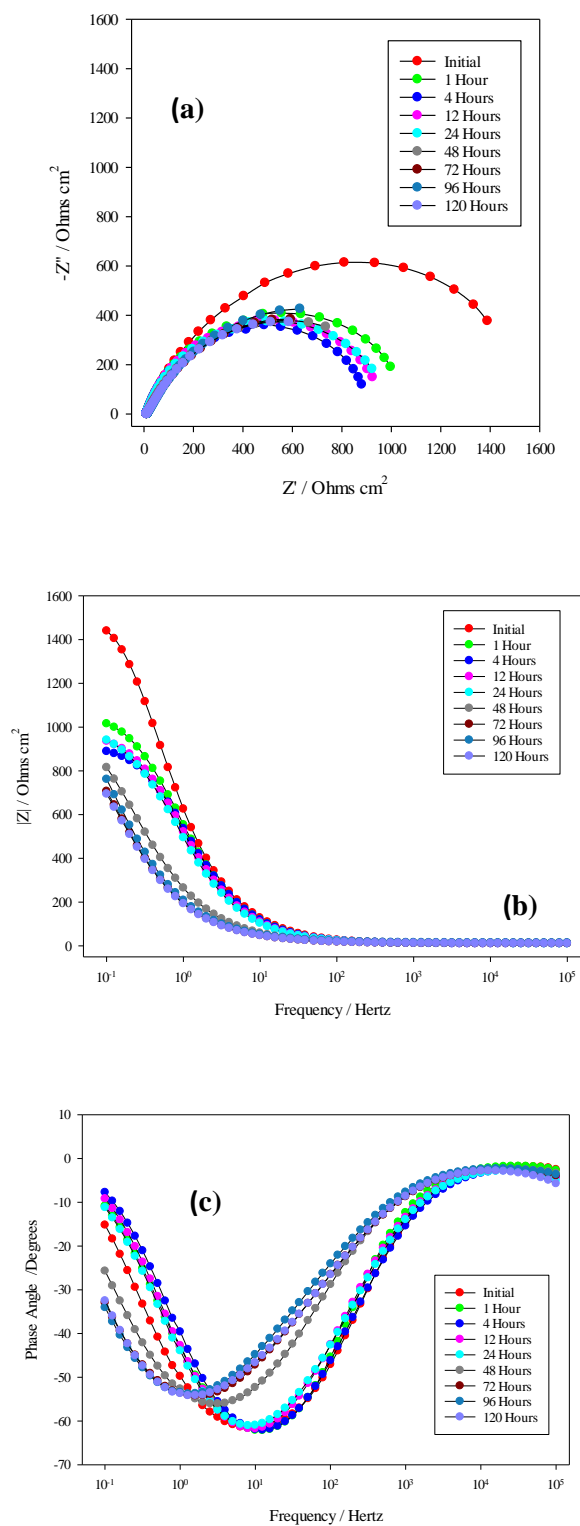 (a)
-Z" / Ohms cm²
1600
1400
1200
1000
800
600
400
200
0
0 200 400 600 800 1000 1200 1400 1600
Z' / Ohms cm²
Initial
1 Hour
4 Hours
12 Hours
24 Hours
48 Hours
72 Hours
96 Hours
120 Hours
(b)
|Z| / Ohms cm²
1600
1400
1200
1000
800
600
400
200
0
10⁻¹ 10⁰ 10¹ 10² 10³ 10⁴ 10⁵
Frequency / Hertz
Initial
1 Hour
4 Hours
12 Hours
24 Hours
48 Hours
72 Hours
96 Hours
120 Hours
(c)
Phase Angle /Degrees
10
0
-10
-20
-30
-40
-50
-60
-70
10⁻¹ 10⁰ 10¹ 10² 10³ 10⁴ 10⁵
Frequency / Hertz
Initial
1 Hour
4 Hours
12 Hours
24 Hours
48 Hours
72 Hours
96 Hours
120 Hours